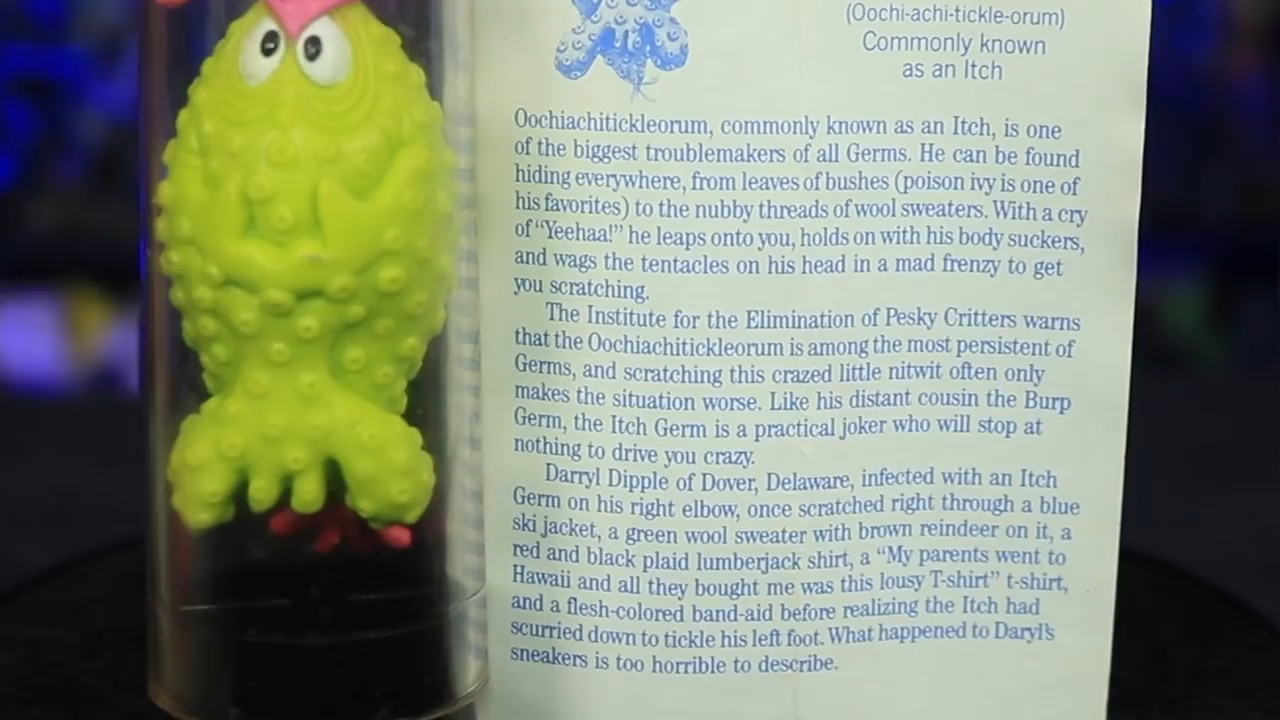 (Oochi-achi-tickle-orum)
Commonly known
as an Itch
Oochiachitickleorum, commonly known as an Itch, is one
of the biggest troublemakers of all Germs. He can be found
hiding everywhere, from leaves of bushes (poison ivy is one of
his favorites) to the nubby threads of wool sweaters. With a cry
of “Yeehaa!” he leaps onto you, holds on with his body suckers,
and wags the tentacles on his head in a mad frenzy to get
you scratching.
The Institute for the Elimination of Pesky Critters warns
that the Oochiachitickleorum is among the most persistent of
Germs, and scratching this crazed little nitwit often only
makes the situation worse. Like his distant cousin the Burp
Germ, the Itch Germ is a practical joker who will stop at
nothing to drive you crazy.
Darryl Dipple of Dover, Delaware, infected with an Itch
Germ on his right elbow, once scratched right through a blue
ski jacket, a green wool sweater with brown reindeer on it, a
red and black plaid lumberjack shirt, a “My parents went to
Hawaii and all they bought me was this lousy T-shirt” t-shirt,
and a flesh-colored band-aid before realizing the Itch had
scurried down to tickle his left foot. What happened to Daryl's
sneakers is too horrible to describe.